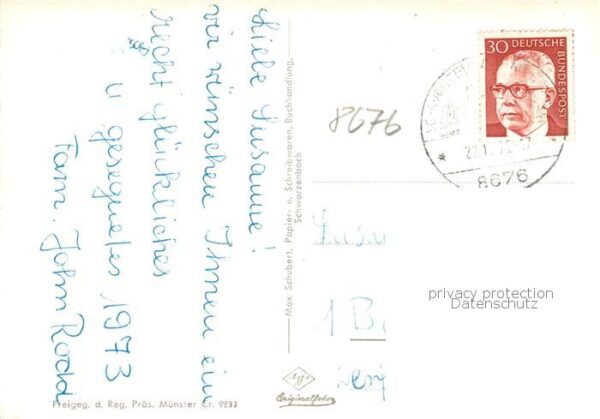 Liebe Susanne!
wir wünschen Ihnen ein
recht glückliches
u gesegnetes 1973
Fam. John
Max Schubert, Papier- u. Schreibwaren, Buchhandlung,
Schwarzenbach
8676
30 DEUTSCHE
BUNDESPOST
8676
1
privacy protection
Datenschutz
Freigeg. d. Reg. Präs. Münster Cr. 9233
Originalfoto